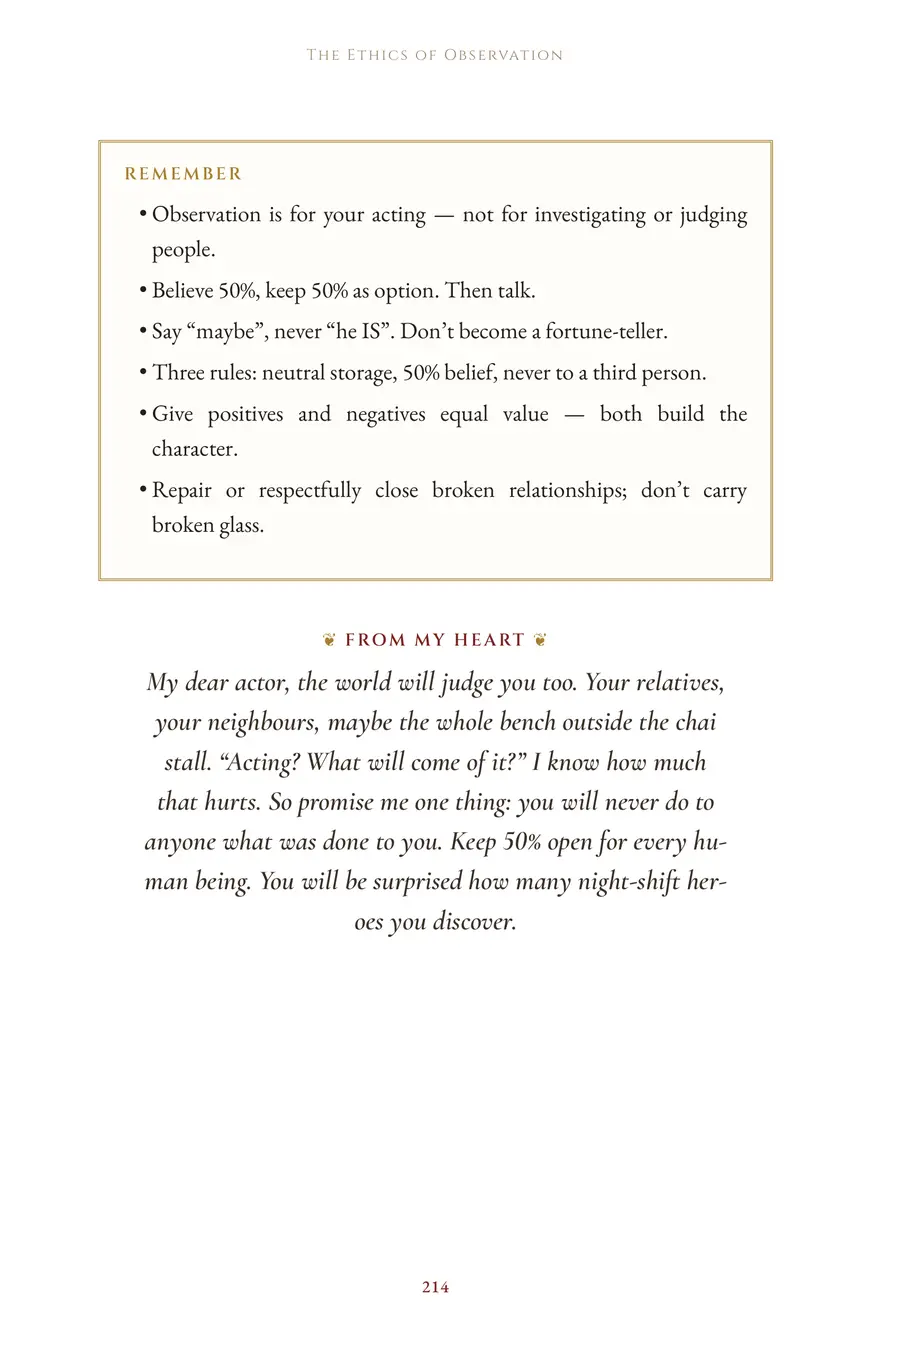 The Ethics of Observation
REMEMBER
• Observation is for your acting — not for investigating or judging
people.
• Believe 50%, keep 50% as option. Then talk.
• Say “maybe”, never “he IS”. Don’t become a fortune-teller.
• Three rules: neutral storage, 50% belief, never to a third person.
• Give positives and negatives equal value — both build the
character.
• Repair or respectfully close broken relationships; don’t carry
broken glass.
❦ FROM MY HEART ❦
My dear actor, the world will judge you too. Your relatives,
your neighbours, maybe the whole bench outside the chai
stall. “Acting? What will come of it?” I know how much
that hurts. So promise me one thing: you will never do to
anyone what was done to you. Keep 50% open for every hu-
man being. You will be surprised how many night-shift her-
oes you discover.
214